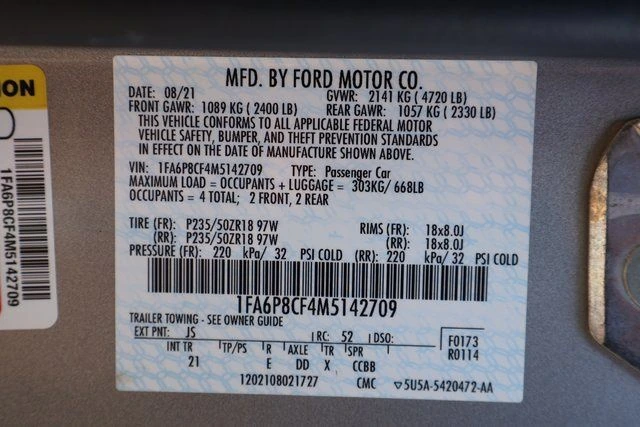 MFD. BY FORD MOTOR CO.
DATE: 08/21 GVWR: 2141 KG ( 4720 LB)
FRONT GAWR: 1089 KG ( 2400 LB) REAR GAWR: 1057 KG ( 2330 LB)
THIS VEHICLE CONFORMS TO ALL APPLICABLE FEDERAL MOTOR
VEHICLE SAFETY, BUMPER, AND THEFT PREVENTION STANDARDS
IN EFFECT ON THE DATE OF MANUFACTURE SHOWN ABOVE.
VIN: 1FA6P8CF4M5142709 TYPE: Passenger Car
MAXIMUM LOAD = OCCUPANTS + LUGGAGE = 303KG/ 668LB
OCCUPANTS = 4 TOTAL; 2 FRONT, 2 REAR
TIRE (FR): P235/50ZR18 97W RIMS (FR): 18x8.0J
(RR): P235/50ZR18 97W (RR): 18x8.0J
PRESSURE (FR): 220 kPa/ 32 PSI COLD (RR): 220 kPa/ 32 PSI COLD
1FA6P8CF4M5142709
TRAILER TOWING - SEE OWNER GUIDE
EXT PNT: JS RC: 52 DSO: F0173
INT TR TP/PS R AXLE TR SPR R0114
21 E DD X CCBB
1202108021727 CMC ▽5U5A-5420472-AA
ION
1FA6P8CF4M5142709